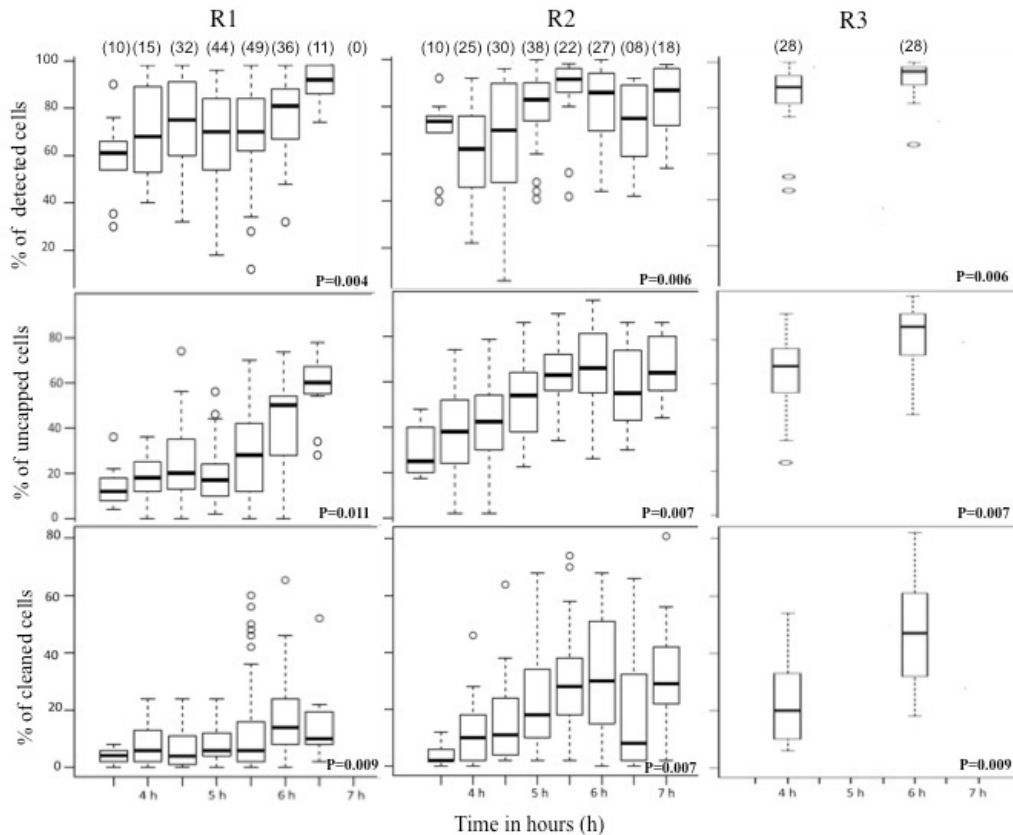 R1 R2 R3
(10) (15) (32) (44) (49) (36) (11) (0) (10) (25) (30) (38) (22) (27) (08) (18) (28) (28)
% of detected cells
100
80
60
40
20
P=0.004 P=0.006 P=0.006
% of uncapped cells
80
60
40
20
0
P=0.011 P=0.007 P=0.007
% of cleaned cells
80
60
40
20
0
P=0.009 P=0.007 P=0.009
4 h 5 h 6 h 7 h 4 h 5 h 6 h 7 h 4 h 5 h 6 h 7 h
Time in hours (h)